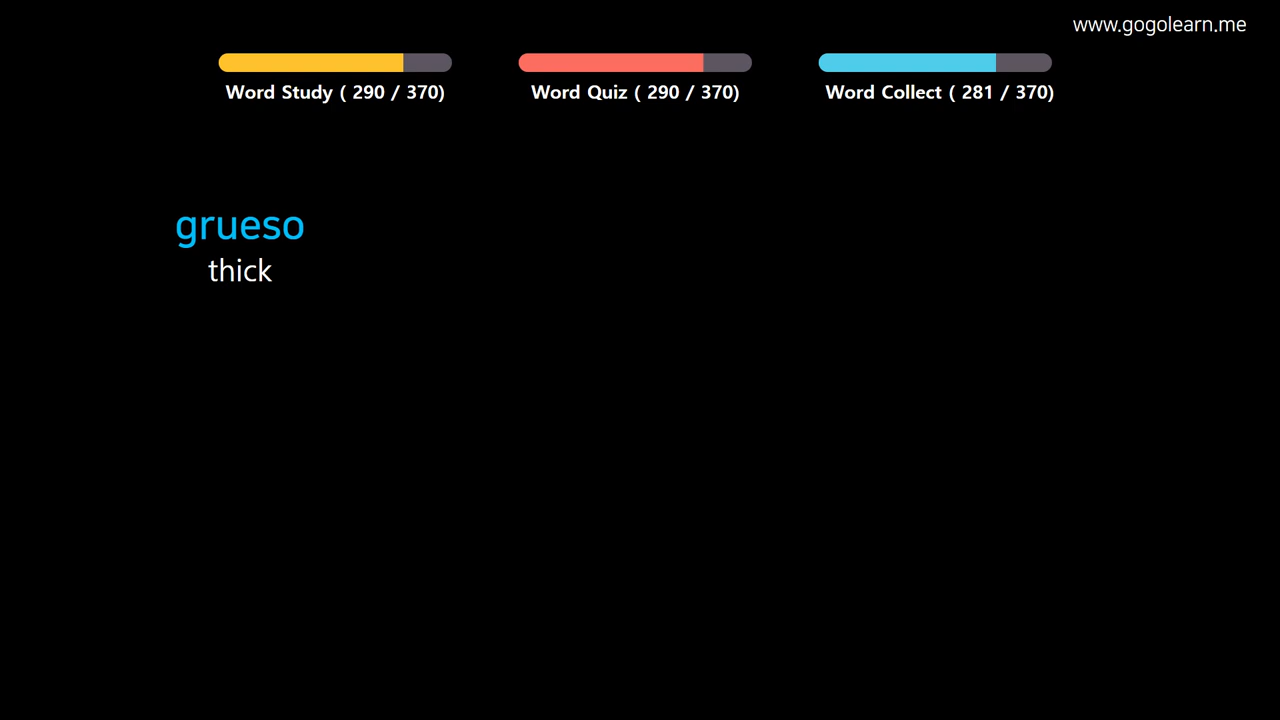 www.gogolearn.me
Word Study ( 290 / 370)
Word Quiz ( 290 / 370)
Word Collect ( 281 / 370)
grueso
thick